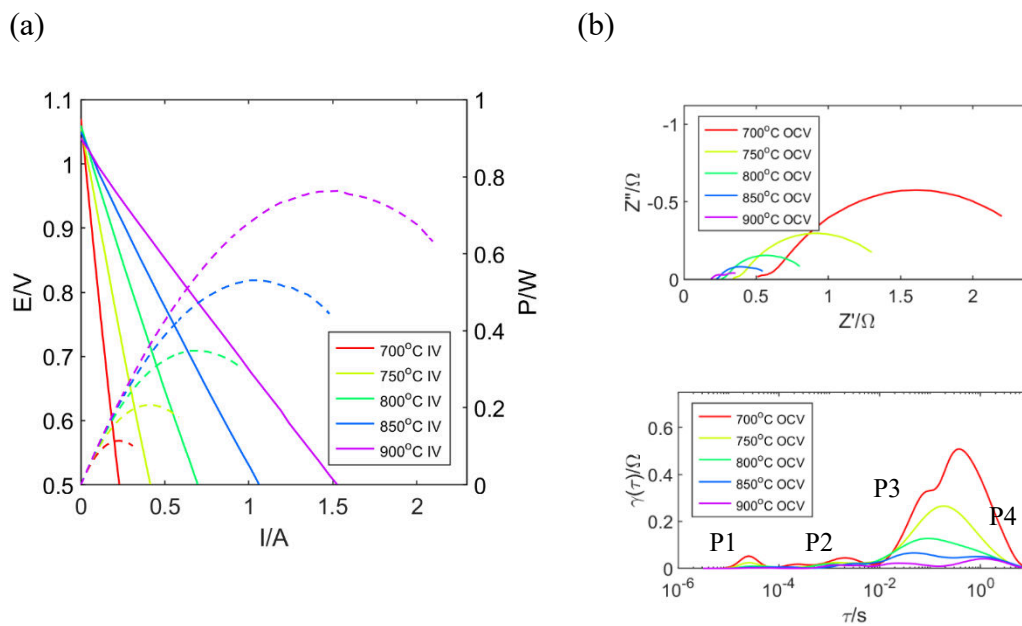 (a)
(b)
1.1
1
0.9
0.8
0.7
0.6
0.5
E/V
1
0.8
0.6
0.4
0.2
0
P/W
700°C IV
750°C IV
800°C IV
850°C IV
900°C IV
0
0.5
1
1.5
2
I/A
-1
-0.5
0
Z''/Ω
700°C OCV
750°C OCV
800°C OCV
850°C OCV
900°C OCV
0
0.5
1
1.5
2
Z'/Ω
0.6
0.4
0.2
0
γ(τ)/Ω
700°C OCV
750°C OCV
800°C OCV
850°C OCV
900°C OCV
P1
P2
P3
P4
10⁻⁶
10⁻⁴
10⁻²
10⁰
τ/s